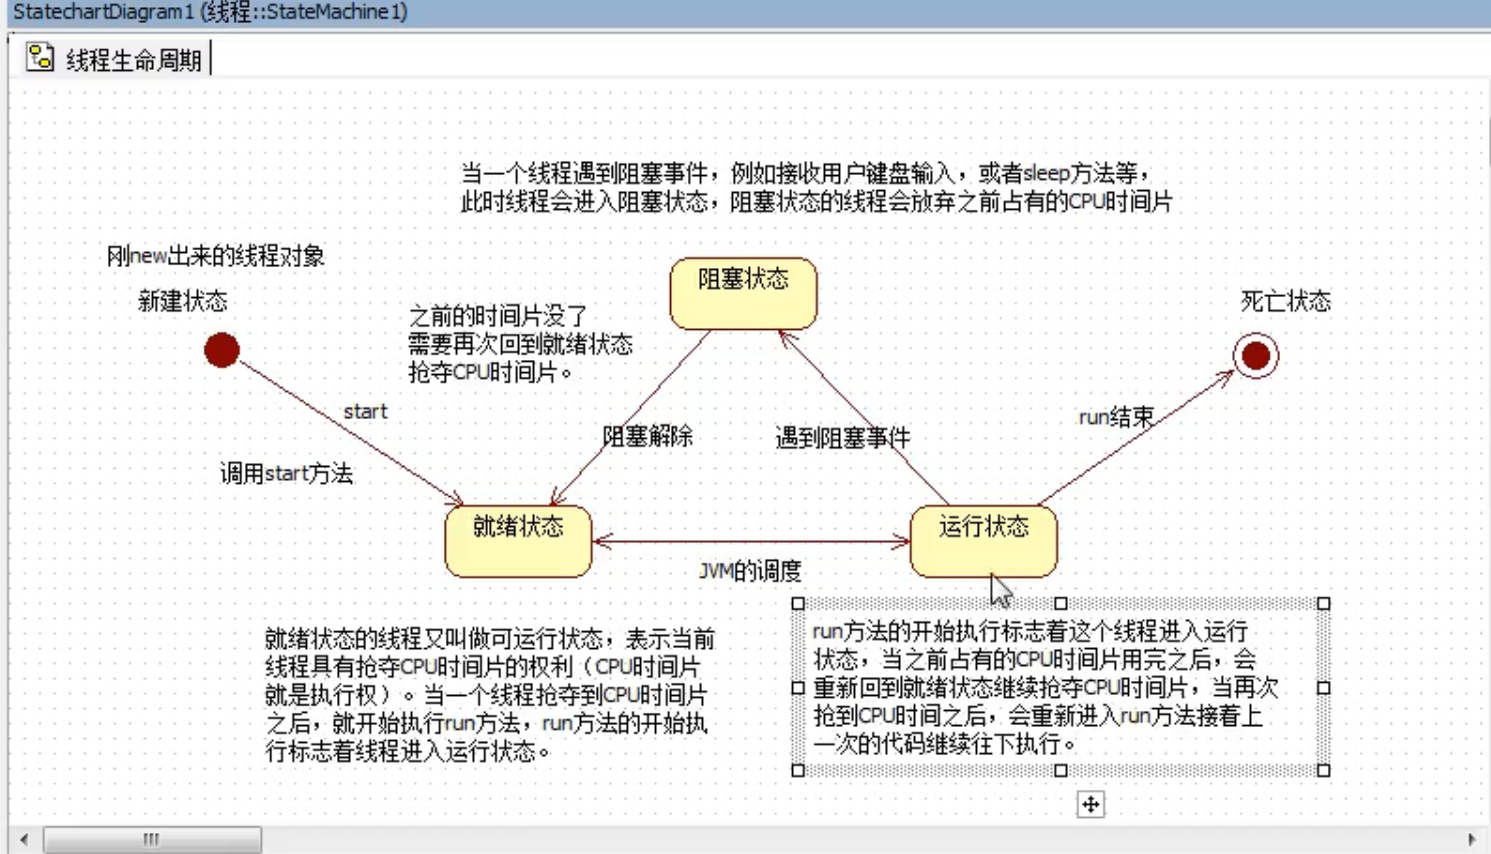 StatechartDiagram1 (线程::StateMachine1)
线程生命周期
当一个线程遇到阻塞事件，例如接收用户键盘输入，或者sleep方法等，
此时线程会进入阻塞状态，阻塞状态的线程会放弃之前占有的CPU时间片
刚new出来的线程对象
新建状态
之前的时间片没了
需要再次回到就绪状态
抢夺CPU时间片。
阻塞状态
死亡状态
start
调用start方法
阻塞解除
遇到阻塞事件
run结束
就绪状态
运行状态
JVM的调度
就绪状态的线程又叫做可运行状态，表示当前
线程具有抢夺CPU时间片的权利（CPU时间片
就是执行权）。当一个线程抢夺到CPU时间片
之后，就开始执行run方法，run方法的开始执
行标志着线程进入运行状态。
run方法的开始执行标志着这个线程进入运行
状态，当之前占有的CPU时间片用完之后，会
重新回到就绪状态继续抢夺CPU时间片，当再次
抢到CPU时间之后，会重新进入run方法接着上
一次的代码继续往下执行。